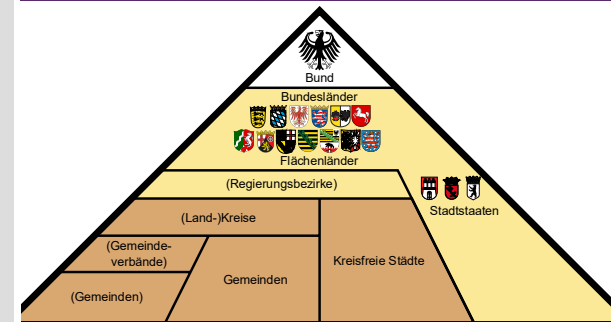 Bund
Bundesländer
Flächenländer
(Regierungsbezirke)
Stadtstaaten
(Land-)Kreise
(Gemeinde-
verbände)
Gemeinden
Kreisfreie Städte
(Gemeinden)